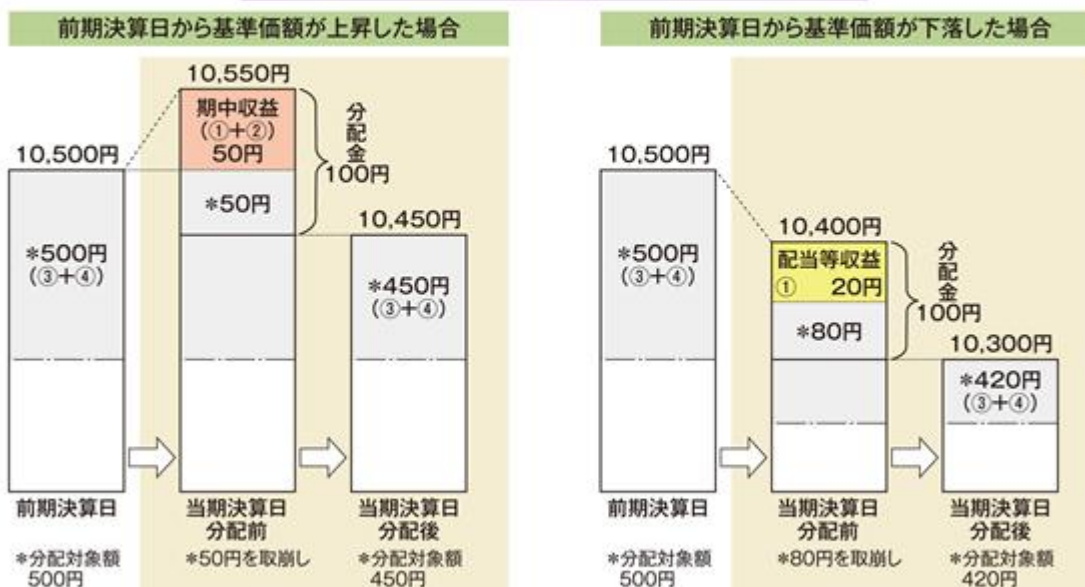 前期決算日から基準価額が上昇した場合
10,550円
期中収益
(①+②)
50円
分配金
100円
10,500円
*50円
10,450円
*500円
(③+④)
*450円
(③+④)
前期決算日
当期決算日
分配前
当期決算日
分配後
*分配対象額
500円
*50円を取崩し
*分配対象額
450円
前期決算日から基準価額が下落した場合
10,500円
10,400円
*500円
(③+④)
配当等収益
① 20円
分配金
100円
*80円
10,300円
*420円
(③+④)
前期決算日
当期決算日
分配前
当期決算日
分配後
*分配対象額
500円
*80円を取崩し
*分配対象額
420円